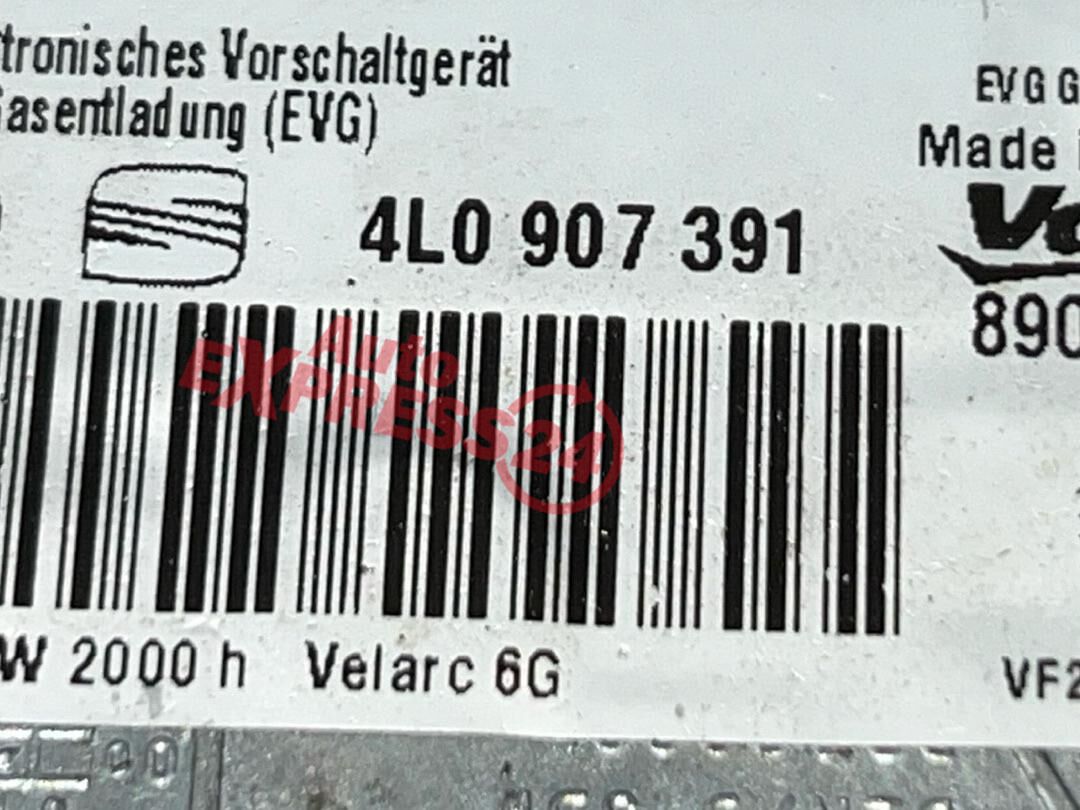 tronisches Vorschaltgerät
asentladung (EVG)
EVG G
Made
4L0 907 391
890
Auto
EXPRESS24
W 2000 h Velarc 6G
VF2